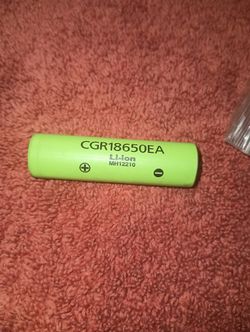 CGR18650EA
Li-ion
MH12210
+ -